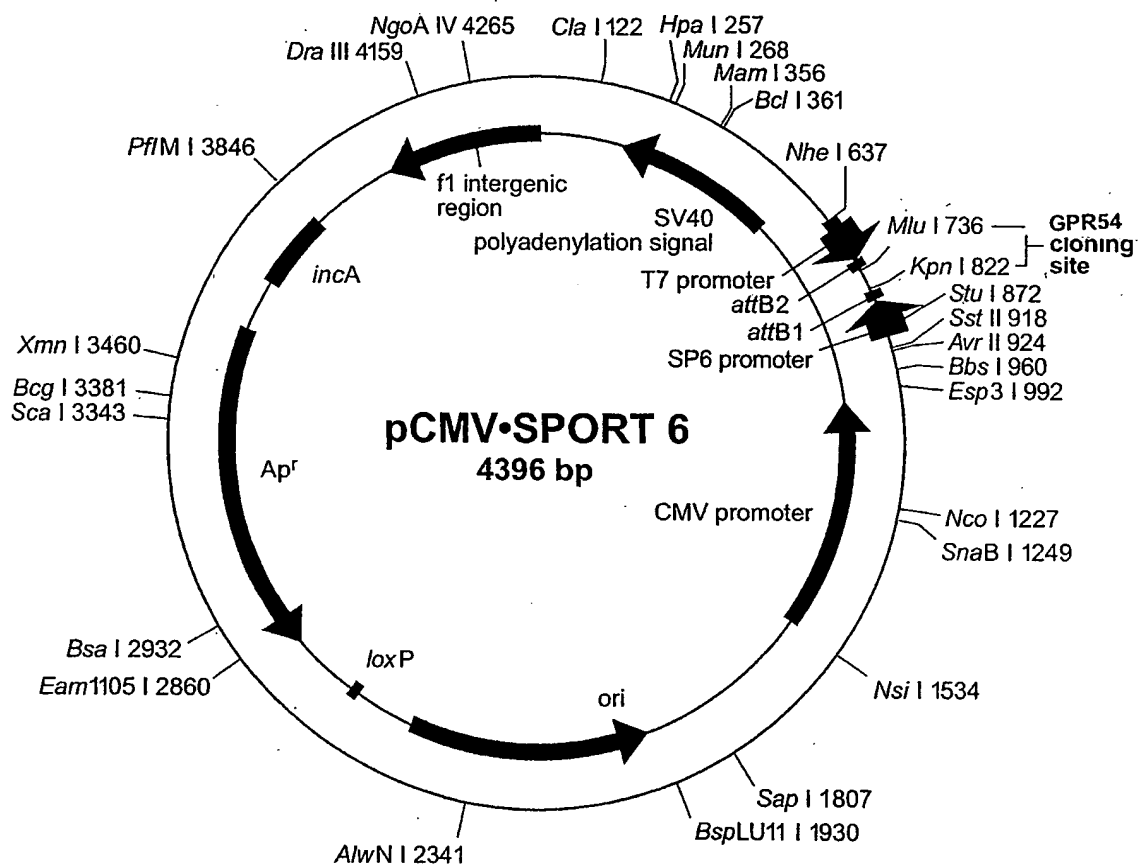 NgoA IV 4265
Dra III 4159
Cla I 122
Hpa I 257
Mun I 268
Mam I 356
Bcl I 361
PflM I 3846
Nhe I 637
f1 intergenic
region
SV40
polyadenylation signal
Mlu I 736
GPR54
cloning
site
incA
T7 promoter
Kpn I 822
attB2
Stu I 872
attB1
Sst II 918
SP6 promoter
Avr II 924
Xmn I 3460
Bbs I 960
Bcg I 3381
Esp3 I 992
Sca I 3343
pCMV•SPORT 6
4396 bp
Apr
CMV promoter
Nco I 1227
SnaB I 1249
Bsa I 2932
loxP
Eam1105 I 2860
ori
Nsi I 1534
Sap I 1807
BspLU11 I 1930
AlwN I 2341